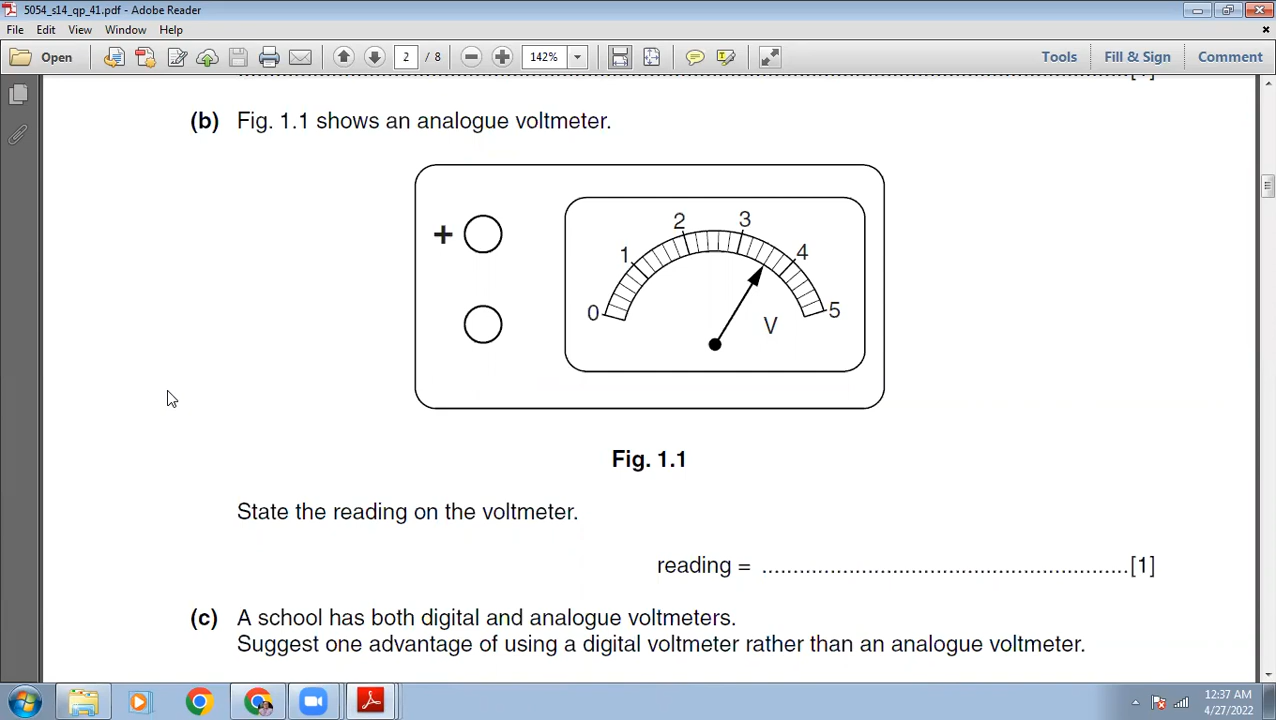 5054_s14_qp_41.pdf - Adobe Reader
File Edit View Window Help
Open 2 / 8 142% Tools Fill & Sign Comment
(b) Fig. 1.1 shows an analogue voltmeter.
+
0 1 2 3 4 5
V
Fig. 1.1
State the reading on the voltmeter.
reading = ..........................................................[1]
(c) A school has both digital and analogue voltmeters.
Suggest one advantage of using a digital voltmeter rather than an analogue voltmeter.
12:37 AM
4/27/2022